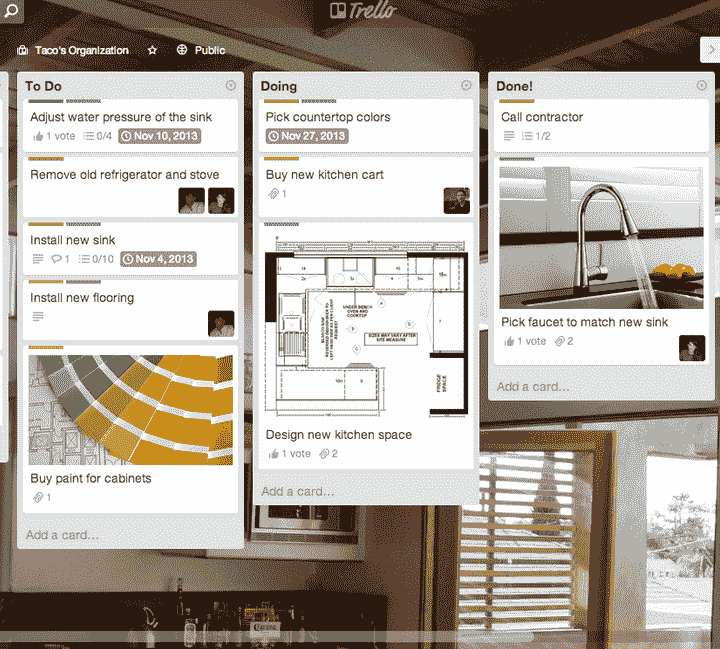 Trello
Taco's Organization
Public
To Do
Adjust water pressure of the sink
1 vote 0/4 Nov 10, 2013
Remove old refrigerator and stove
Install new sink
1 0/10 Nov 4, 2013
Install new flooring
Buy paint for cabinets
1
Add a card...
Doing
Pick countertop colors
Nov 27, 2013
Buy new kitchen cart
1
UNDER BENCH
OVEN AND
COOKTOP
SIZES MAY VARY AFTER
SITE MEASURE
FRIDGE
SPACE
Design new kitchen space
1 vote 2
Add a card...
Done!
Call contractor
1/2
Pick faucet to match new sink
1 vote 2
Add a card...
Corona